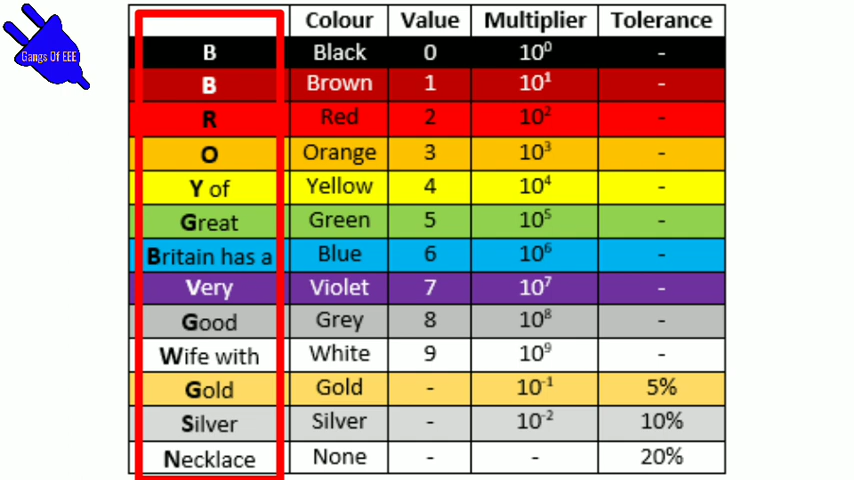 Gangs Of EEE
Colour Value Multiplier Tolerance
B Black 0 10⁰ -
B Brown 1 10¹ -
R Red 2 10² -
O Orange 3 10³ -
Y of Yellow 4 10⁴ -
Great Green 5 10⁵ -
Britain has a Blue 6 10⁶ -
Very Violet 7 10⁷ -
Good Grey 8 10⁸ -
Wife with White 9 10⁹ -
Gold Gold - 10⁻¹ 5%
Silver Silver - 10⁻² 10%
Necklace None - - 20%